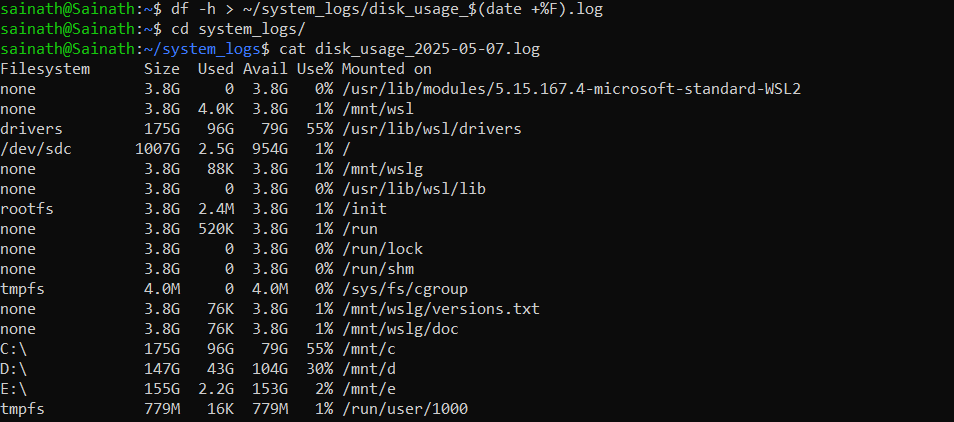 sainath@Sainath:~$ df -h > ~/system_logs/disk_usage_$(date +%F).log
sainath@Sainath:~$ cd system_logs/
sainath@Sainath:~/system_logs$ cat disk_usage_2025-05-07.log
Filesystem      Size  Used Avail Use% Mounted on
none            3.8G     0  3.8G   0% /usr/lib/modules/5.15.167.4-microsoft-standard-WSL2
none            3.8G  4.0K  3.8G   1% /mnt/wsl
drivers         175G   96G   79G  55% /usr/lib/wsl/drivers
/dev/sdc       1007G  2.5G  954G   1% /
none            3.8G   88K  3.8G   1% /mnt/wslg
none            3.8G     0  3.8G   0% /usr/lib/wsl/lib
rootfs          3.8G  2.4M  3.8G   1% /init
none            3.8G  520K  3.8G   1% /run
none            3.8G     0  3.8G   0% /run/lock
none            3.8G     0  3.8G   0% /run/shm
tmpfs           4.0M     0  4.0M   0% /sys/fs/cgroup
none            3.8G   76K  3.8G   1% /mnt/wslg/versions.txt
none            3.8G   76K  3.8G   1% /mnt/wslg/doc
C:\             175G   96G   79G  55% /mnt/c
D:\             147G   43G  104G  30% /mnt/d
E:\             155G  2.2G  153G   2% /mnt/e
tmpfs           779M   16K  779M   1% /run/user/1000